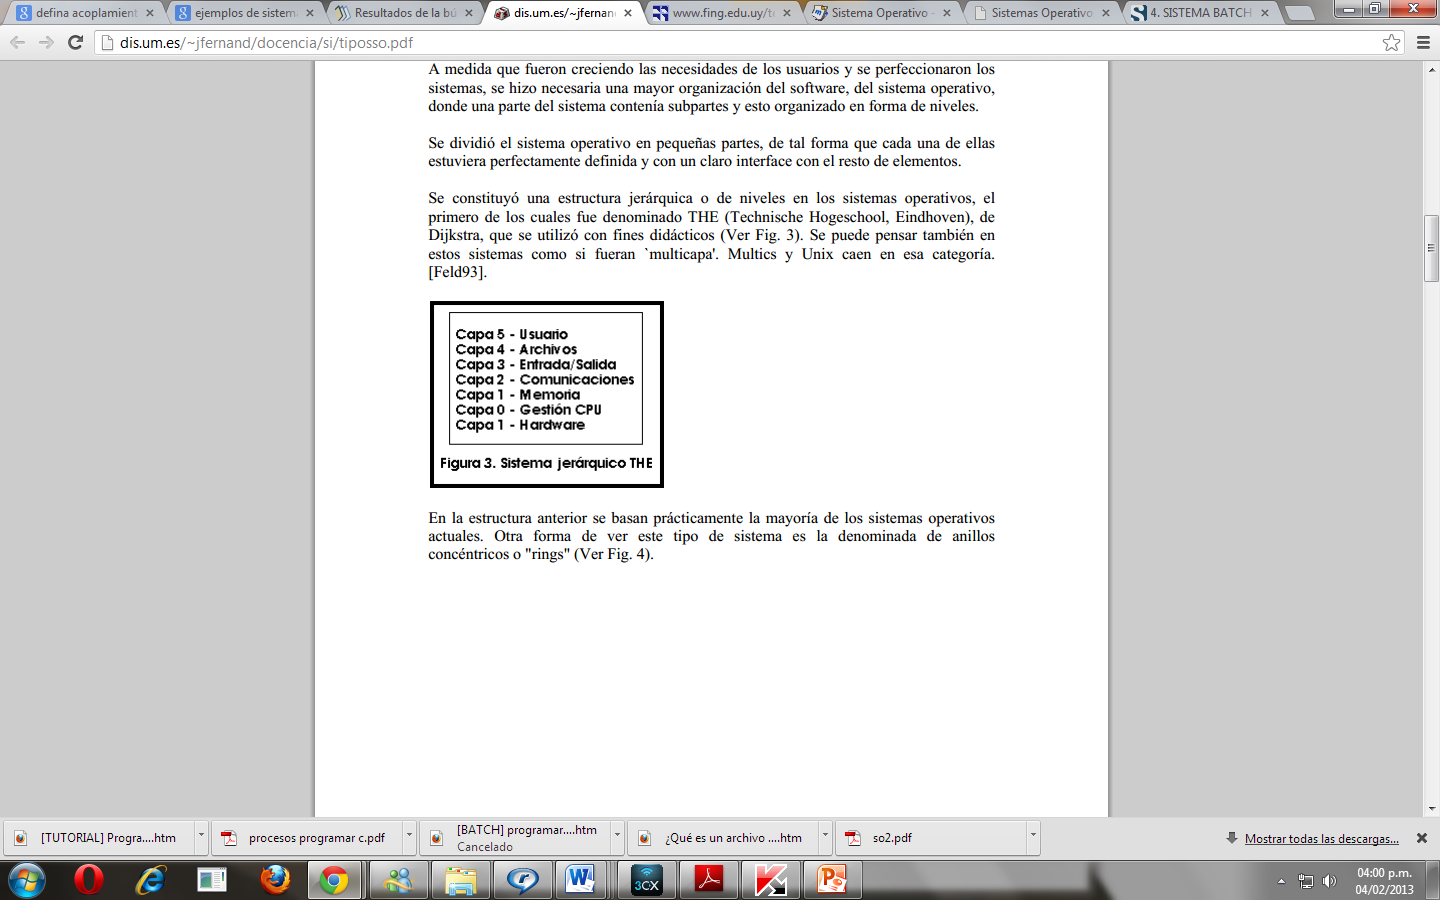 defina acoplamient
ejemplos de sistem
Resultados de la bú
dis.um.es/~jfernan
www.fing.edu.uy/te
Sistema Operativo -
Sistemas Operativo
4. SISTEMA BATCH
dis.um.es/~jfernand/docencia/si/tiposso.pdf
A medida que fueron creciendo las necesidades de los usuarios y se perfeccionaron los
sistemas, se hizo necesaria una mayor organización del software, del sistema operativo,
donde una parte del sistema contenía subpartes y esto organizado en forma de niveles.
Se dividió el sistema operativo en pequeñas partes, de tal forma que cada una de ellas
estuviera perfectamente definida y con un claro interface con el resto de elementos.
Se constituyó una estructura jerárquica o de niveles en los sistemas operativos, el
primero de los cuales fue denominado THE (Technische Hogeschool, Eindhoven), de
Dijkstra, que se utilizó con fines didácticos (Ver Fig. 3). Se puede pensar también en
estos sistemas como si fueran `multicapa'. Multics y Unix caen en esa categoría.
[Feld93].
Capa 5 - Usuario
Capa 4 - Archivos
Capa 3 - Entrada/Salida
Capa 2 - Comunicaciones
Capa 1 - Memoria
Capa 0 - Gestión CPU
Capa 1 - Hardware
Figura 3. Sistema jerárquico THE
En la estructura anterior se basan prácticamente la mayoría de los sistemas operativos
actuales. Otra forma de ver este tipo de sistema es la denominada de anillos
concéntricos o "rings" (Ver Fig. 4).
[TUTORIAL] Progra....htm
procesos programar c.pdf
[BATCH] programar....htm
Cancelado
¿Qué es un archivo ....htm
so2.pdf
Mostrar todas las descargas...
3CX
04:00 p.m.
04/02/2013